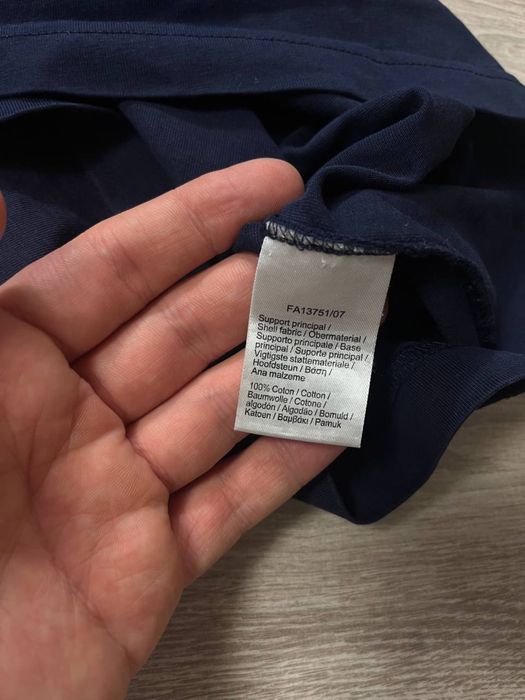 FA13751/07
Support principal /
Shell fabric / Obermaterial /
Supporto principale / Base
principal / Suporte principal /
Vigtigste støttemateriale /
Hoofdsteun / Βάση /
Ana malzeme
100% Coton / Cotton /
Baumwolle / Cotone /
algodón / Algodão / Bomuld /
Katoen / Βαμβάκι / Pamuk